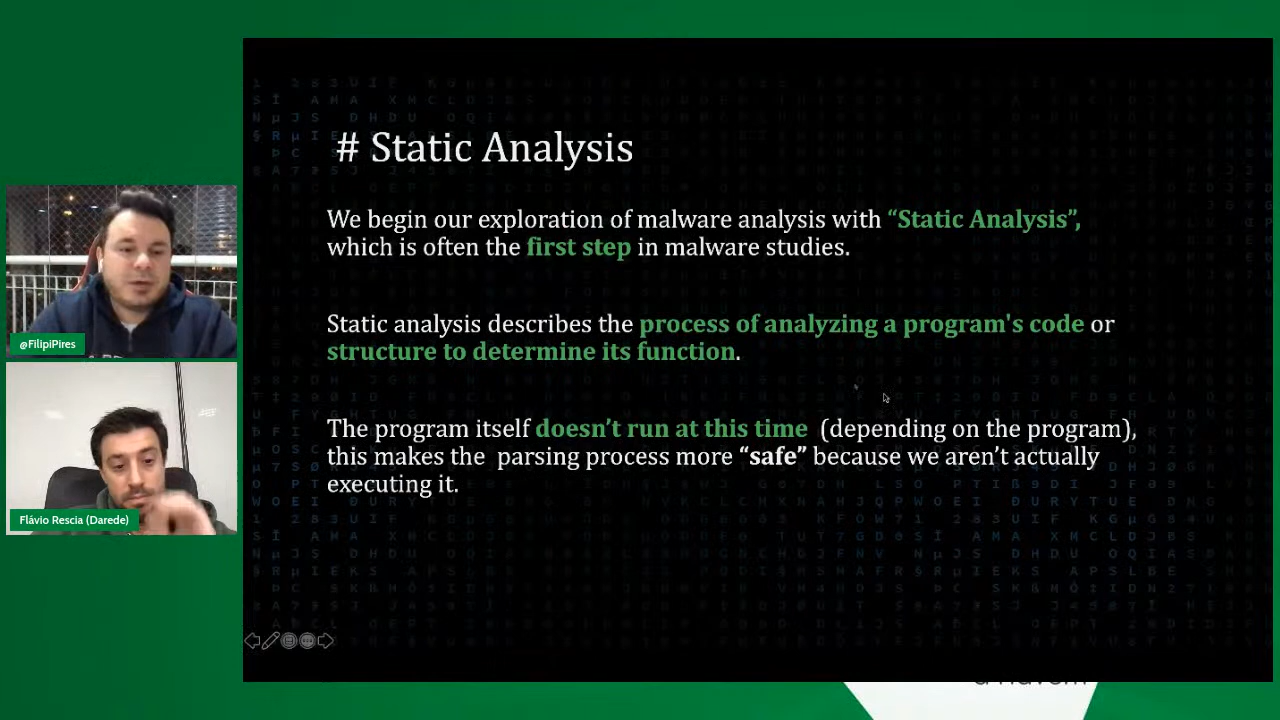 # Static Analysis
We begin our exploration of malware analysis with “Static Analysis”,
which is often the first step in malware studies.
Static analysis describes the process of analyzing a program's code or
structure to determine its function.
The program itself doesn’t run at this time (depending on the program),
this makes the parsing process more “safe” because we aren’t actually
executing it.
@FilipiPires
Flávio Rescia (Darede)